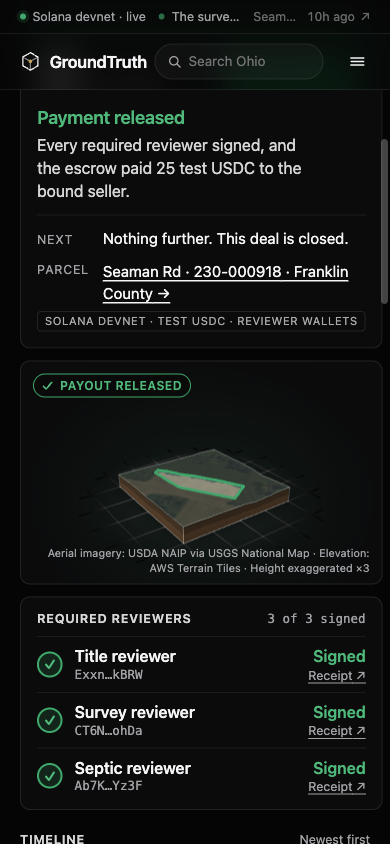 Solana devnet · live
The surve… Seam… 10h ago ↗
GroundTruth
Search Ohio
Payment released
Every required reviewer signed, and
the escrow paid 25 test USDC to the
bound seller.
NEXT Nothing further. This deal is closed.
PARCEL Seaman Rd · 230-000918 · Franklin
County →
SOLANA DEVNET · TEST USDC · REVIEWER WALLETS
✓ PAYOUT RELEASED
Aerial imagery: USDA NAIP via USGS National Map · Elevation:
AWS Terrain Tiles · Height exaggerated ×3
REQUIRED REVIEWERS 3 of 3 signed
Title reviewer Signed
Exxn…kBRW Receipt ↗
Survey reviewer Signed
CT6N…ohDa Receipt ↗
Septic reviewer Signed
Ab7K…Yz3F Receipt ↗
TIMELINE Newest first